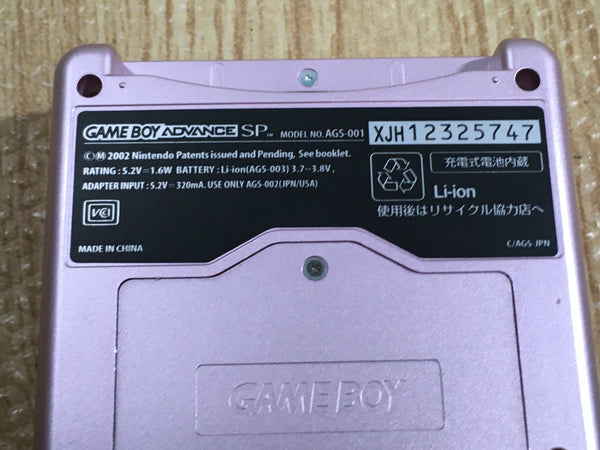 GAME BOY ADVANCE SP™ MODEL NO. AGS-001 XJH12325747
©Ⓜ 2002 Nintendo Patents issued and Pending, See booklet.
RATING : 5.2V⎓1.6W BATTERY : Li-ion(AGS-003) 3.7~3.8V,
ADAPTER INPUT : 5.2V⎓320mA. USE ONLY AGS-002(JPN/USA)
VCI
MADE IN CHINA
充電式電池内蔵
Li-ion
使用後はリサイクル協力店へ
C/AGS-JPN
GAME BOY